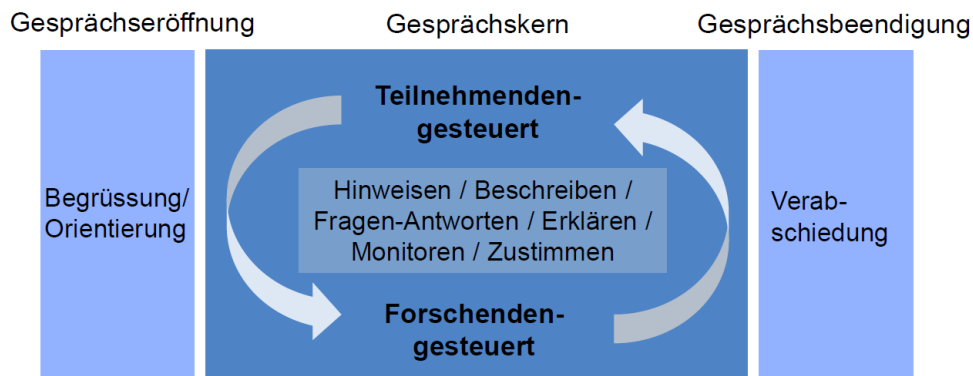 Gesprächseröffnung
Gesprächskern
Gesprächsbeendigung
Begrüssung/
Orientierung
Teilnehmenden-
gesteuert
Hinweisen / Beschreiben /
Fragen-Antworten / Erklären /
Monitoren / Zustimmen
Forschenden-
gesteuert
Verab-
schiedung